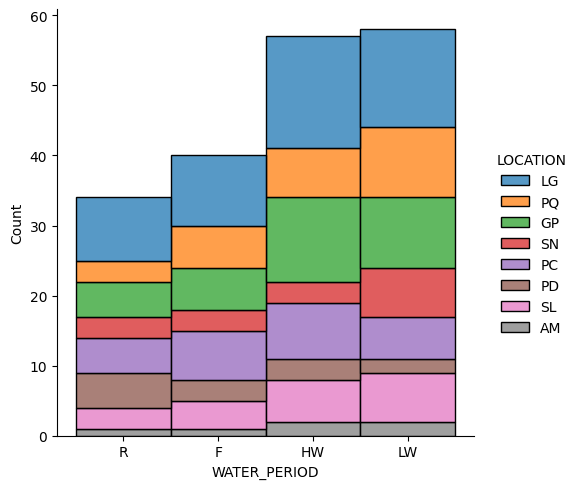 60
50
40
30
20
10
0
Count
R F HW LW
WATER_PERIOD
LOCATION
LG
PQ
GP
SN
PC
PD
SL
AM